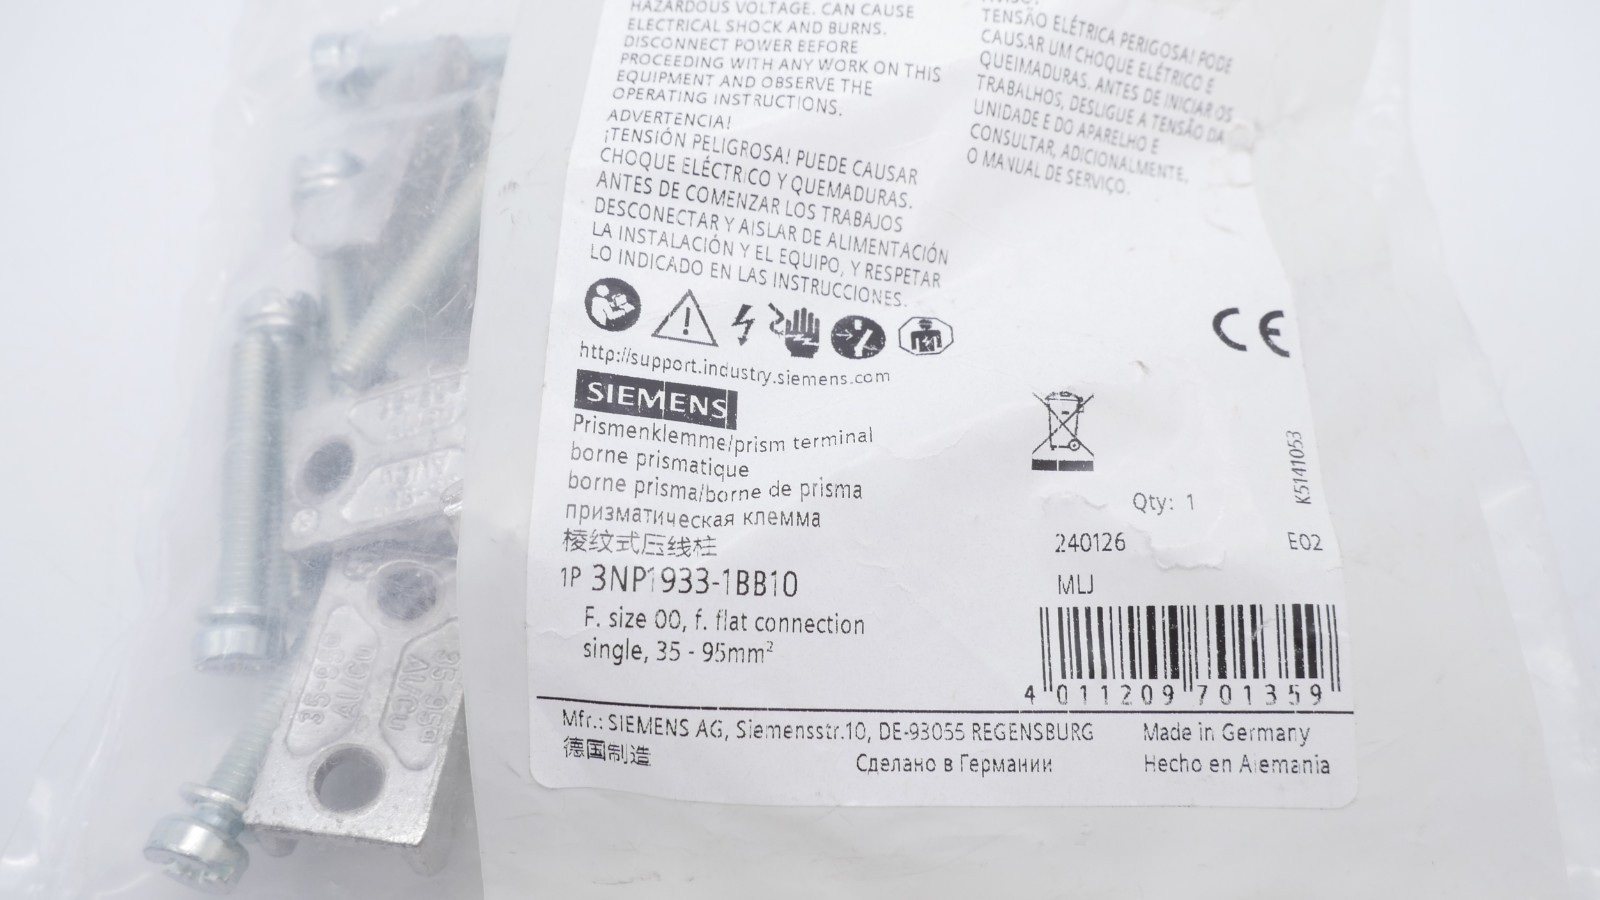 HAZARDOUS VOLTAGE. CAN CAUSE
ELECTRICAL SHOCK AND BURNS.
DISCONNECT POWER BEFORE
PROCEEDING WITH ANY WORK ON THIS
EQUIPMENT AND OBSERVE THE
OPERATING INSTRUCTIONS.
ADVERTENCIA!
¡TENSIÓN PELIGROSA! PUEDE CAUSAR
CHOQUE ELÉCTRICO Y QUEMADURAS.
ANTES DE COMENZAR LOS TRABAJOS
DESCONECTAR Y AISLAR DE ALIMENTACIÓN
LA INSTALACIÓN Y EL EQUIPO, Y RESPETAR
LO INDICADO EN LAS INSTRUCCIONES.
TENSÃO ELÉTRICA PERIGOSA! PODE
CAUSAR UM CHOQUE ELÉTRICO E
QUEIMADURAS. ANTES DE INICIAR OS
TRABALHOS, DESLIGUE A TENSÃO DA
UNIDADE E DO APARELHO E
CONSULTAR, ADICIONALMENTE,
O MANUAL DE SERVIÇO.
CE
http://support.industry.siemens.com
SIEMENS
Prismenklemme/prism terminal
borne prismatique
borne prisma/borne de prisma
призматическая клемма
棱纹式压线柱
1P 3NP1933-1BB10
F. size 00, f. flat connection
single, 35 - 95mm²
K5141053
Qty: 1
240126 E02
MLJ
4 011209 701359
Mfr.: SIEMENS AG, Siemensstr.10, DE-93055 REGENSBURG
德国制造
Сделано в Германии
Made in Germany
Hecho en Alemania
35-95
Al/Cu